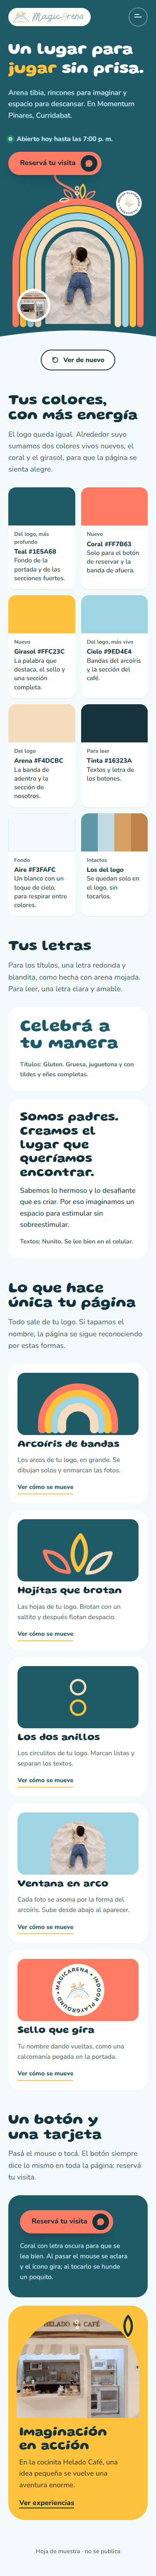 MagicArena
Un lugar para
jugar sin prisa.
Arena tibia, rincones para imaginar y
espacio para descansar. En Momentum
Pinares, Curridabat.
Abierto hoy hasta las 7:00 p. m.
Reservá tu visita
Ver de nuevo
Tus colores,
con más energía
El logo queda igual. Alrededor suyo
sumamos dos colores vivos nuevos, el
coral y el girasol, para que la página se
sienta alegre.
Del logo, más
profundo
Teal #1E5A68
Fondo de la
portada y de las
secciones fuertes.
Nuevo
Coral #FF7B63
Solo para el botón
de reservar y la
banda de afuera.
Nuevo
Girasol #FFC23C
La palabra que
destaca, el sello y
una sección
completa.
Del logo, más vivo
Cielo #9ED4E4
Bandas del arcoíris
y la sección del
café.
Del logo
Arena #F4DCBC
La banda de
adentro y la
sección de
nosotros.
Para leer
Tinta #16323A
Textos y letra de
los botones.
Fondo
Aire #F3FAFC
Un blanco con un
toque de cielo,
para respirar entre
colores.
Intactos
Los del logo
Se quedan solo en
el logo, sin
tocarlos.
Tus letras
Para los títulos, una letra redonda y
blandita, como hecha con arena mojada.
Para leer, una letra clara y amable.
Celebrá a
tu manera
Títulos: Gluten. Gruesa, juguetona y con
tildes y eñes completas.
Somos padres.
Creamos el
lugar que
queríamos
encontrar.
Sabemos lo hermoso y lo desafiante
que es criar. Por eso imaginamos un
espacio para estimular sin
sobreestimular.
Textos: Nunito. Se lee bien en el celular.
Lo que hace
única tu página
Todo sale de tu logo. Si tapamos el
nombre, la página se sigue reconociendo
por estas formas.
Arcoíris de bandas
Los arcos de tu logo, en grande. Se
dibujan solos y enmarcan las fotos.
Ver cómo se mueve
Hojitas que brotan
Las hojas de tu logo. Brotan con un
saltito y después flotan despacio.
Ver cómo se mueve
Los dos anillos
Los circulitos de tu logo. Marcan listas y
separan los textos.
Ver cómo se mueve
Ventana en arco
Cada foto se asoma por la forma del
arcoíris. Sube desde abajo al aparecer.
Ver cómo se mueve
MAGICARENA • INDOOR PLAYGROUND •
Sello que gira
Tu nombre dando vueltas, como una
calcomanía pegada en la portada.
Ver cómo se mueve
Un botón y
una tarjeta
Pasá el mouse o tocá. El botón siempre
dice lo mismo en toda la página: reservá
tu visita.
Reservá tu visita
Coral con letra oscura para que se
lea bien. Al pasar el mouse se aclara
y el ícono gira; al tocarlo se hunde
un poquito.
HELADO CAFÉ
Imaginación
en acción
En la cocinita Helado Café, una
idea pequeña se vuelve una
aventura enorme.
Ver experiencias
Hoja de muestra · no se publica